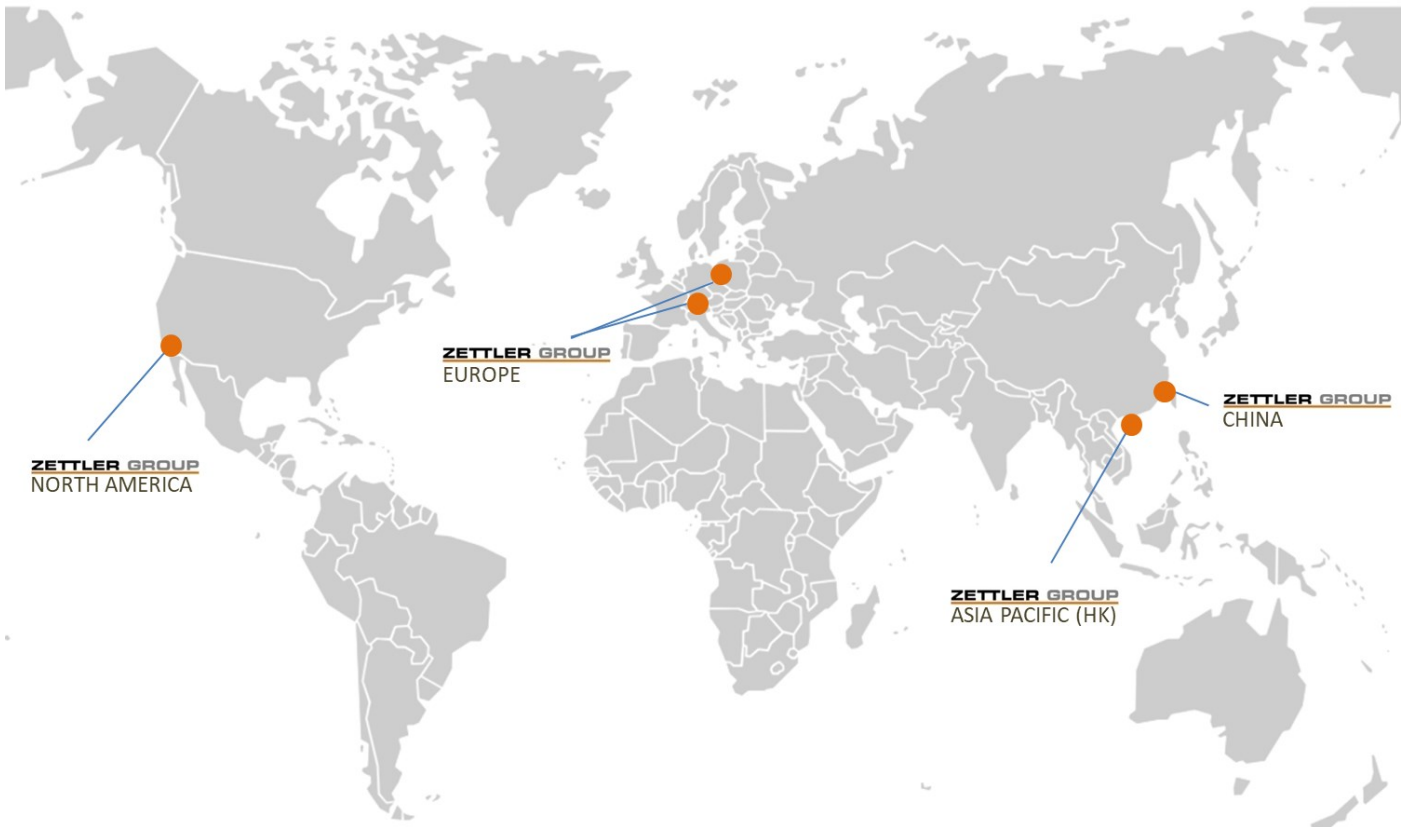 ZETTLER GROUP
EUROPE
ZETTLER GROUP
CHINA
ZETTLER GROUP
NORTH AMERICA
ZETTLER GROUP
ASIA PACIFIC (HK)